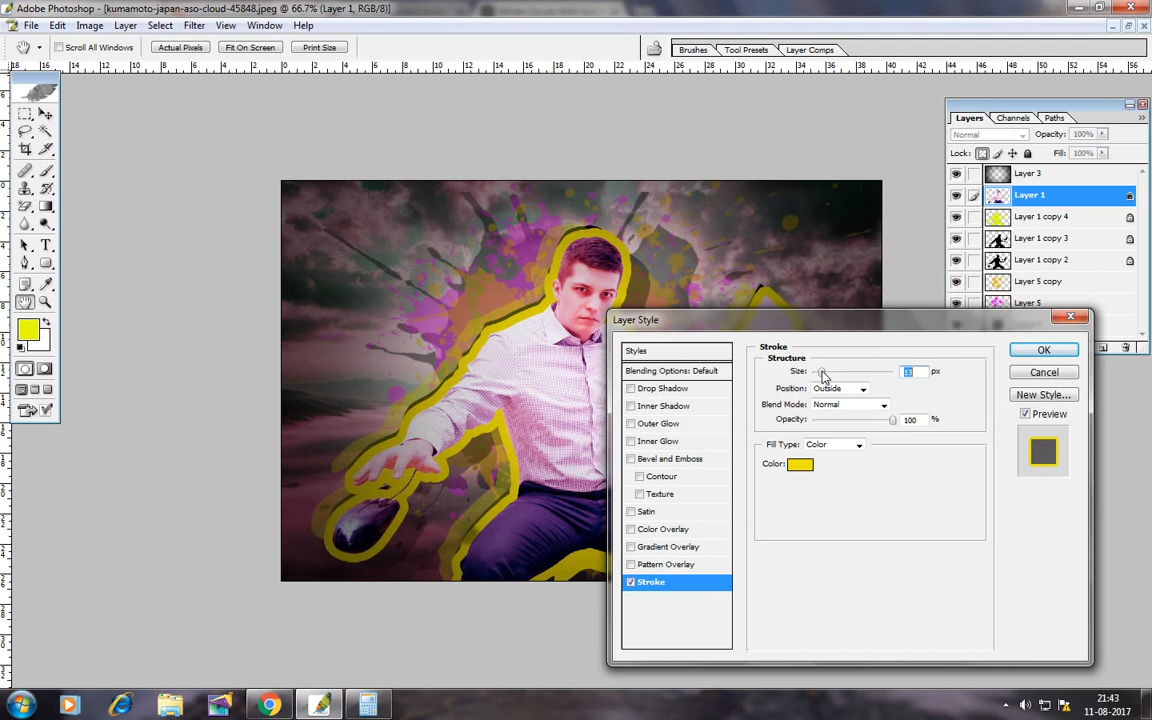 Adobe Photoshop - [kumamoto-japan-aso-cloud-45848.jpeg @ 66.7% (Layer 1, RGB/8)]
File Edit Image Layer Select Filter View Window Help
Scroll All Windows Actual Pixels Fit On Screen Print Size Brushes Tool Presets Layer Comps
Layers Channels Paths
Normal Opacity: 100%
Lock: Fill: 100%
Layer 3
Layer 1
Layer 1 copy 4
Layer 1 copy 3
Layer 1 copy 2
Layer 5 copy
Layer 5
Layer Style
Styles
Blending Options: Default
Drop Shadow
Inner Shadow
Outer Glow
Inner Glow
Bevel and Emboss
Contour
Texture
Satin
Color Overlay
Gradient Overlay
Pattern Overlay
Stroke
Stroke
Structure
Size: 13 px
Position: Outside
Blend Mode: Normal
Opacity: 100 %
Fill Type: Color
Color:
OK
Cancel
New Style...
Preview
21:43
11-08-2017